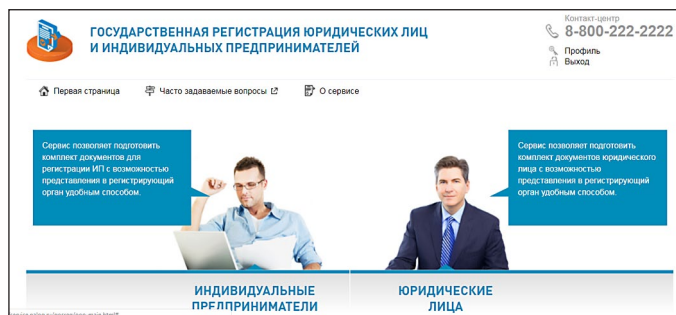 ГОСУДАРСТВЕННАЯ РЕГИСТРАЦИЯ ЮРИДИЧЕСКИХ ЛИЦ
И ИНДИВИДУАЛЬНЫХ ПРЕДПРИНИМАТЕЛЕЙ
Контакт-центр
8-800-222-2222
Профиль
Выход
Первая страница
Часто задаваемые вопросы
О сервисе
Сервис позволяет подготовить
комплект документов для
регистрации ИП с возможностью
представления в регистрирующий
орган удобным способом.
Сервис позволяет подготовить
комплект документов юридического
лица с возможностью
представления в регистрирующий
орган удобным способом.
ИНДИВИДУАЛЬНЫЕ
ПРЕДПРИНИМАТЕЛИ
ЮРИДИЧЕСКИЕ
ЛИЦА